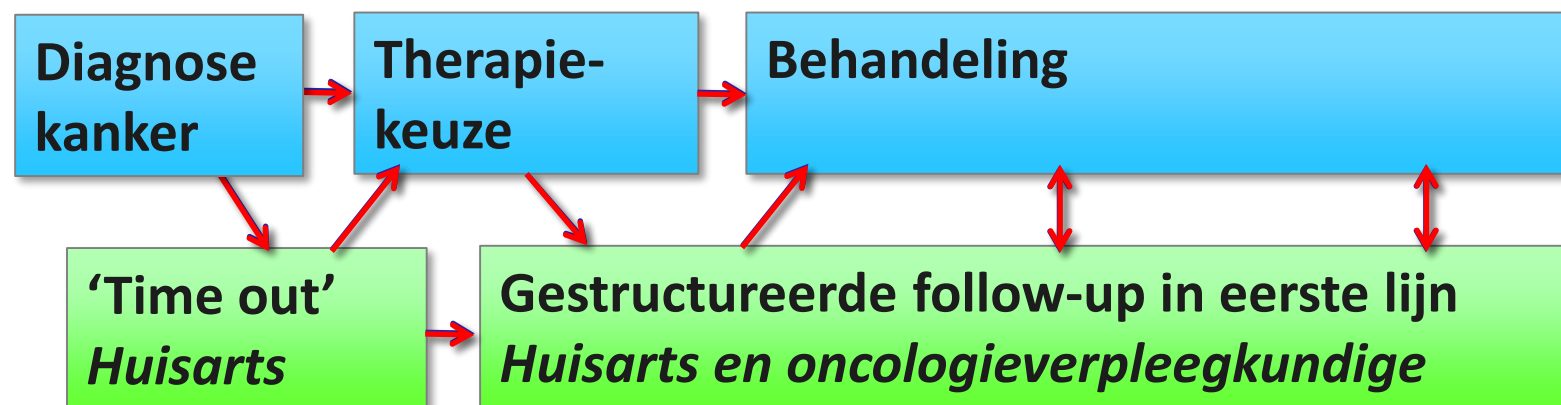 Diagnose
kanker
Therapie-
keuze
Behandeling
‘Time out’
Huisarts
Gestructureerde follow-up in eerste lijn
Huisarts en oncologieverpleegkundige